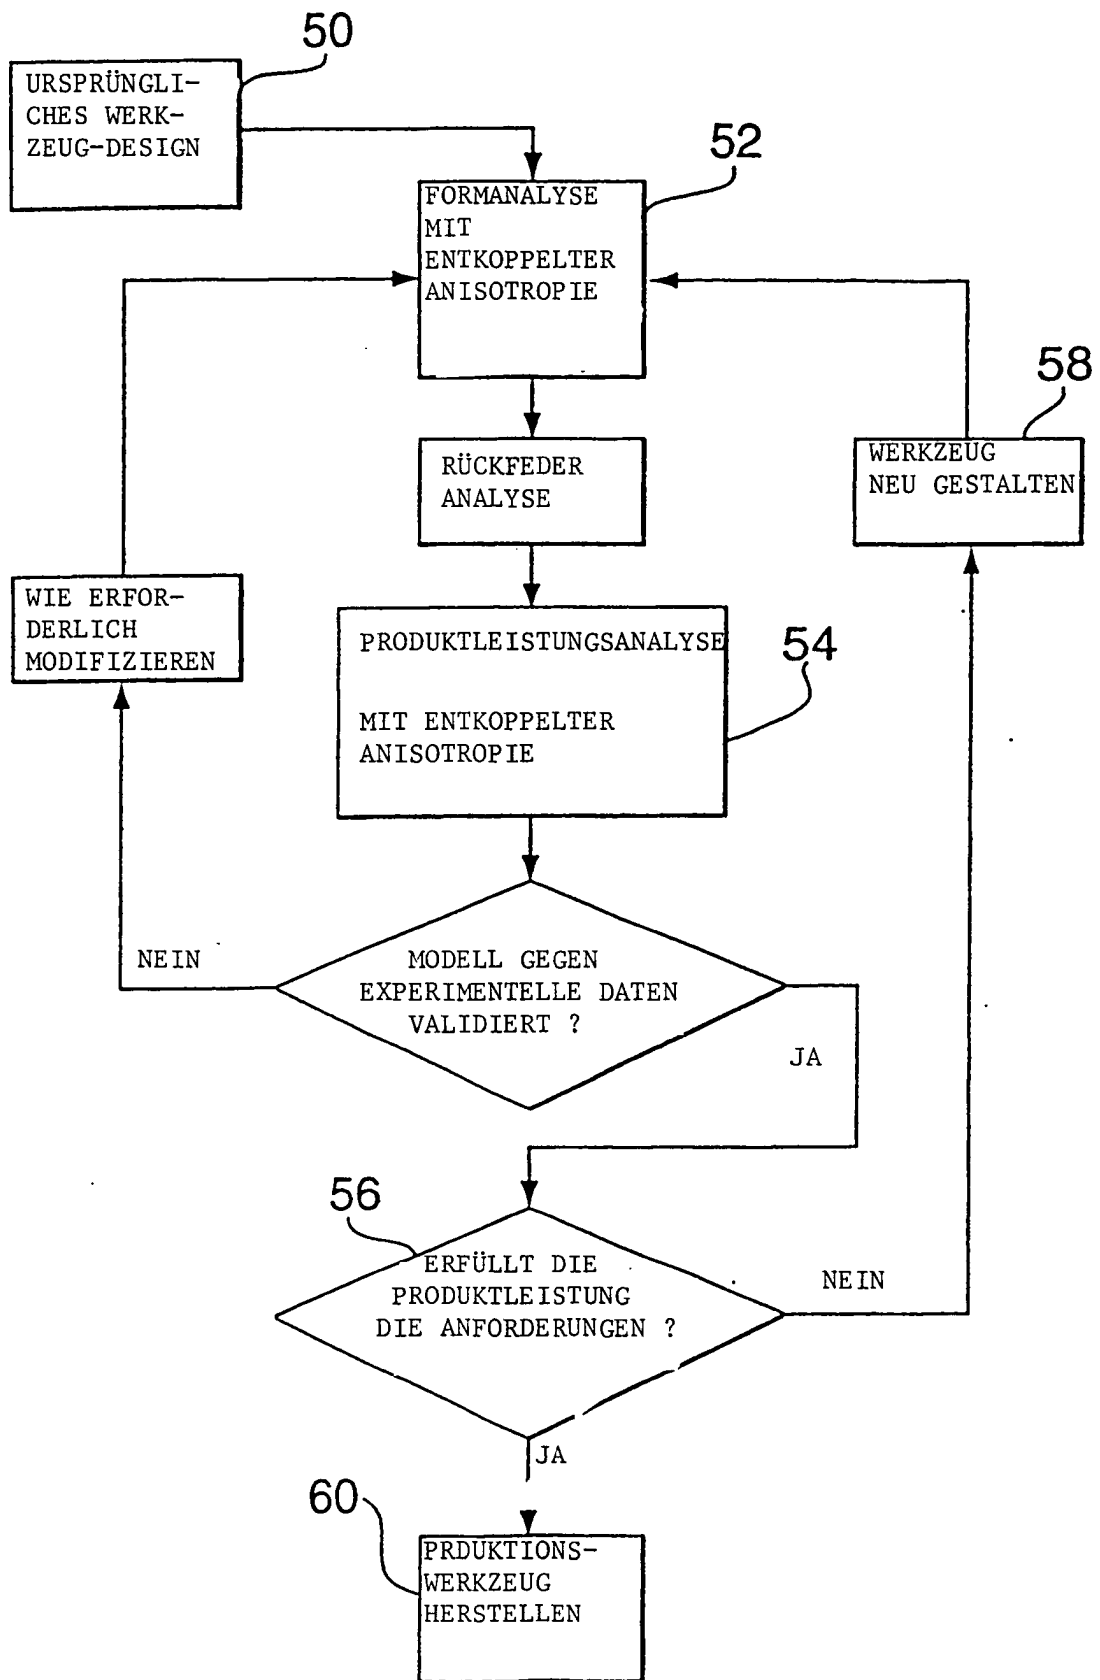 50
URSPRÜNGLI-
CHES WERK-
ZEUG-DESIGN
52
FORMANALYSE
MIT
ENTKOPPELTER
ANISOTROPIE
58
WERKZEUG
NEU GESTALTEN
RÜCKFEDER
ANALYSE
WIE ERFOR-
DERLICH
MODIFIZIEREN
54
PRODUKTLEISTUNGSANALYSE
MIT ENTKOPPELTER
ANISOTROPIE
NEIN
MODELL GEGEN
EXPERIMENTELLE DATEN
VALIDIERT ?
JA
56
ERFÜLLT DIE
PRODUKTLEISTUNG
DIE ANFORDERUNGEN ?
NEIN
JA
60
PRDUKTIONS-
WERKZEUG
HERSTELLEN